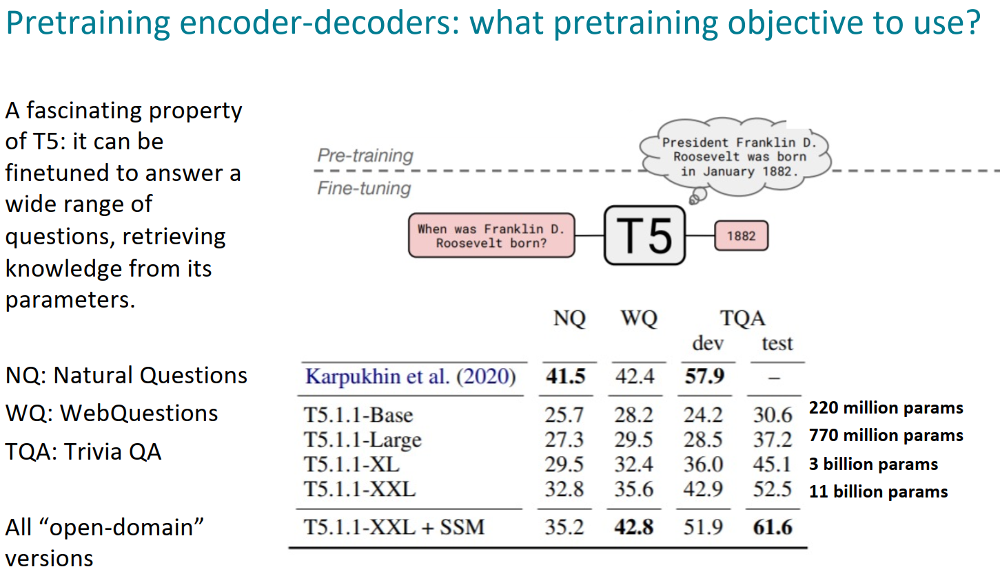 Pretraining encoder-decoders: what pretraining objective to use?
A fascinating property
of T5: it can be
finetuned to answer a
wide range of
questions, retrieving
knowledge from its
parameters.
NQ: Natural Questions
WQ: WebQuestions
TQA: Trivia QA
All “open-domain”
versions
Pre-training
Fine-tuning
President Franklin D.
Roosevelt was born
in January 1882.
When was Franklin D.
Roosevelt born?
T5
1882
NQ WQ TQA
dev test
Karpukhin et al. (2020) 41.5 42.4 57.9 –
T5.1.1-Base 25.7 28.2 24.2 30.6 220 million params
T5.1.1-Large 27.3 29.5 28.5 37.2 770 million params
T5.1.1-XL 29.5 32.4 36.0 45.1 3 billion params
T5.1.1-XXL 32.8 35.6 42.9 52.5 11 billion params
T5.1.1-XXL + SSM 35.2 42.8 51.9 61.6